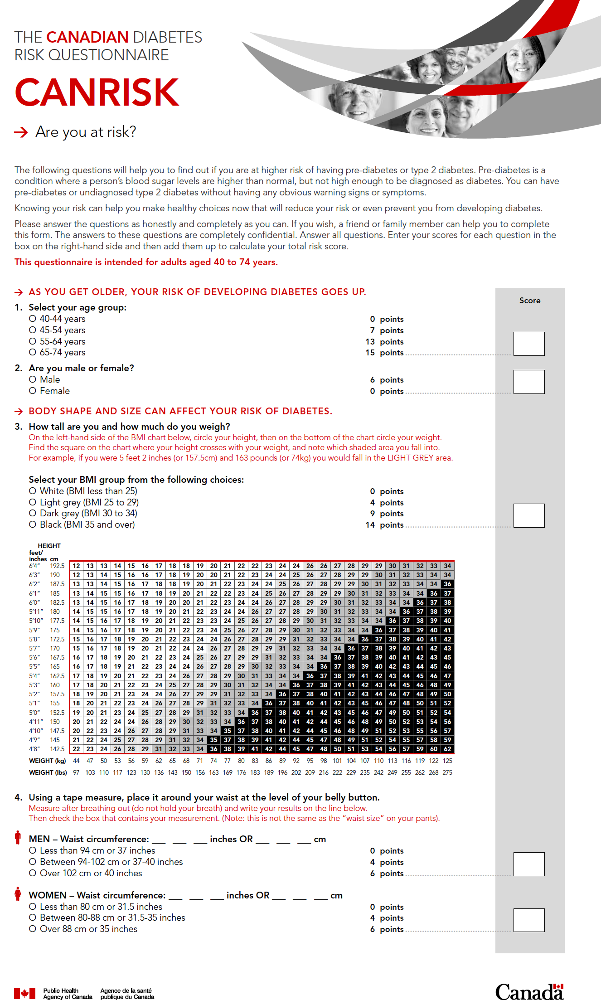 THE CANADIAN DIABETES
RISK QUESTIONNAIRE
CANRISK
→ Are you at risk?
The following questions will help you to find out if you are at higher risk of having pre-diabetes or type 2 diabetes. Pre-diabetes is a
condition where a person's blood sugar levels are higher than normal, but not high enough to be diagnosed as diabetes. You can have
pre-diabetes or undiagnosed type 2 diabetes without having any obvious warning signs or symptoms.
Knowing your risk can help you make healthy choices now that will reduce your risk or even prevent you from developing diabetes.
Please answer the questions as honestly and completely as you can. If you wish, a friend or family member can help you to complete
this form. The answers to these questions are completely confidential. Answer all questions. Enter your scores for each question in the
box on the right-hand side and then add them up to calculate your total risk score.
This questionnaire is intended for adults aged 40 to 74 years.
→ AS YOU GET OLDER, YOUR RISK OF DEVELOPING DIABETES GOES UP.
Score
1. Select your age group:
O 40-44 years 0 points
O 45-54 years 7 points
O 55-64 years 13 points
O 65-74 years 15 points
2. Are you male or female?
O Male 6 points
O Female 0 points
→ BODY SHAPE AND SIZE CAN AFFECT YOUR RISK OF DIABETES.
3. How tall are you and how much do you weigh?
On the left-hand side of the BMI chart below, circle your height, then on the bottom of the chart circle your weight.
Find the square on the chart where your height crosses with your weight, and note which shaded area you fall into.
For example, if you were 5 feet 2 inches (or 157.5cm) and 163 pounds (or 74kg) you would fall in the LIGHT GREY area.
Select your BMI group from the following choices:
O White (BMI less than 25) 0 points
O Light grey (BMI 25 to 29) 4 points
O Dark grey (BMI 30 to 34) 9 points
O Black (BMI 35 and over) 14 points
HEIGHT
feet/
inches cm
6'4" 192.5 12 13 13 14 15 16 17 18 18 19 20 21 22 22 23 24 24 26 26 27 28 29 29 30 31 32 33 34
6'3" 190 12 13 14 15 16 16 17 18 19 20 20 21 22 23 24 24 25 26 27 28 29 29 30 31 32 33 34 34
6'2" 187.5 13 13 14 15 16 17 18 18 19 20 21 22 23 24 24 25 26 27 28 29 29 30 31 32 33 34 34 36
6'1" 185 13 14 15 15 16 17 18 19 20 21 22 22 23 24 25 26 27 28 29 29 30 31 32 33 34 34 36 37
6'0" 182.5 13 14 15 16 17 18 19 20 20 21 22 23 24 24 26 27 28 29 29 30 31 32 33 34 34 36 37 38
5'11" 180 14 15 15 16 17 18 19 20 21 22 23 24 24 26 27 27 28 29 30 31 32 33 34 34 36 37 38 39
5'10" 177.5 14 15 16 17 18 19 20 21 22 23 23 24 25 26 27 28 29 30 31 32 33 34 34 36 37 38 39 40
5'9" 175 14 15 16 17 18 19 20 21 22 23 24 25 26 27 28 29 30 31 32 33 34 34 36 37 38 39 40 41
5'8" 172.5 15 16 17 18 19 20 21 22 23 24 24 26 27 28 29 29 31 32 33 34 34 36 37 38 39 40 41 42
5'7" 170 15 16 17 18 19 20 21 22 24 24 26 27 28 29 29 31 32 33 34 34 36 37 38 39 40 41 42 43
5'6" 167.5 16 17 18 19 20 21 22 23 24 25 26 27 29 29 31 32 33 34 34 36 37 38 39 40 41 42 43 45
5'5" 165 16 17 18 19 21 22 23 24 24 26 27 28 29 30 32 33 34 34 36 37 38 39 40 42 43 44 45 46
5'4" 162.5 17 18 19 20 21 22 23 24 26 27 28 29 30 31 33 34 34 36 37 38 39 41 42 43 44 45 46 47
5'3" 160 17 18 20 21 22 23 24 25 27 28 29 30 31 32 34 34 36 37 38 39 41 42 43 44 45 46 48 49
5'2" 157.5 18 19 20 21 23 24 24 26 27 29 29 31 32 33 34 36 37 38 40 41 42 43 44 46 47 48 49 50
5'1" 155 18 20 21 22 23 24 26 27 28 29 31 32 33 34 36 37 38 40 41 42 43 45 46 47 48 50 51 52
5'0" 152.5 19 20 21 23 24 25 27 28 29 31 32 33 34 36 37 38 40 41 42 43 45 46 47 49 50 51 52 54
4'11" 150 20 21 22 24 24 26 28 29 30 32 33 34 36 37 38 40 41 42 44 45 46 48 49 50 52 53 54 56
4'10" 147.5 20 22 23 24 26 27 28 29 31 33 34 35 37 38 40 41 42 44 45 46 48 49 51 52 53 55 56 57
4'9" 145 21 22 24 25 27 28 29 31 32 34 35 37 38 39 41 42 44 45 47 48 49 51 52 54 55 57 58 59
4'8" 142.5 22 23 24 26 28 29 31 32 33 34 36 38 39 41 42 44 45 47 48 50 51 53 54 56 57 59 60 62
WEIGHT (kg) 44 47 50 53 56 59 62 65 68 71 74 77 80 83 86 89 92 95 98 101 104 107 110 113 116 119 122 125
WEIGHT (lbs) 97 103 110 117 123 130 136 143 150 156 163 169 176 183 189 196 202 209 216 222 229 235 242 249 255 262 268 275
4. Using a tape measure, place it around your waist at the level of your belly button.
Measure after breathing out (do not hold your breath) and write your results on the line below.
Then check the box that contains your measurement. (Note: this is not the same as the "waist size" on your pants).
MEN – Waist circumference: ___ ___ ___ inches OR ___ ___ ___ cm
O Less than 94 cm or 37 inches 0 points
O Between 94-102 cm or 37-40 inches 4 points
O Over 102 cm or 40 inches 6 points
WOMEN – Waist circumference: ___ ___ ___ inches OR ___ ___ ___ cm
O Less than 80 cm or 31.5 inches 0 points
O Between 80-88 cm or 31.5-35 inches 4 points
O Over 88 cm or 35 inches 6 points
Public Health Agence de la santé
Agency of Canada publique du Canada
Canada